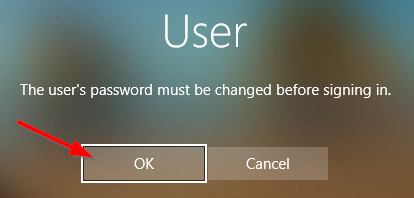 User
The user's password must be changed before signing in.
OK
Cancel